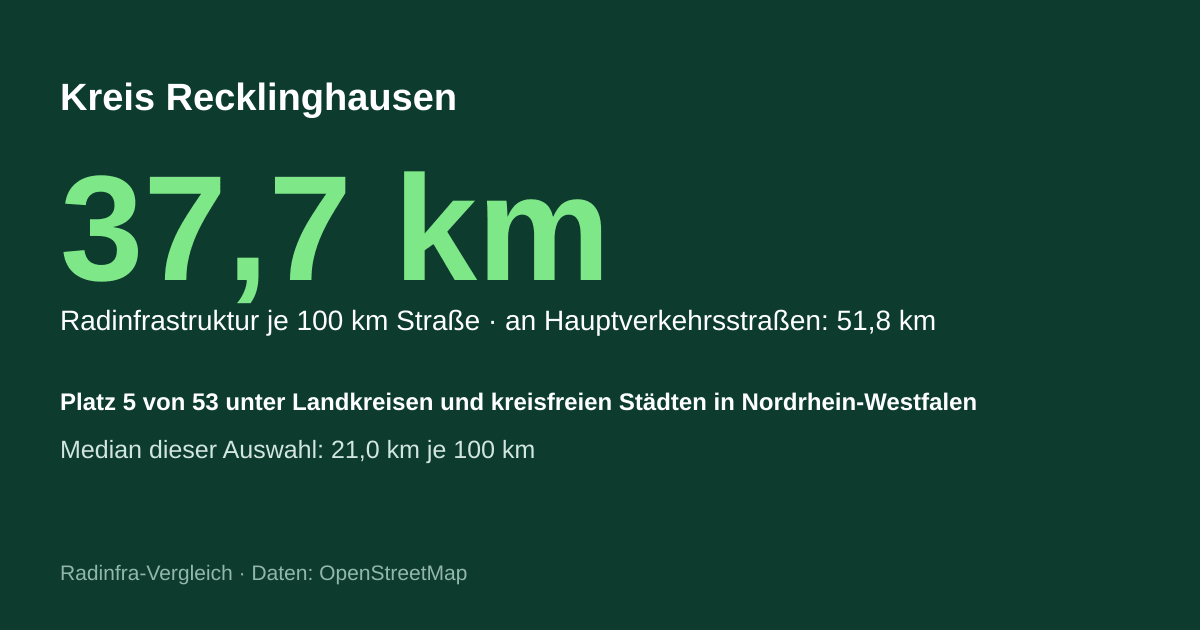 Kreis Recklinghausen
37,7 km
Radinfrastruktur je 100 km Straße · an Hauptverkehrsstraßen: 51,8 km
Platz 5 von 53 unter Landkreisen und kreisfreien Städten in Nordrhein-Westfalen
Median dieser Auswahl: 21,0 km je 100 km
Radinfra-Vergleich · Daten: OpenStreetMap